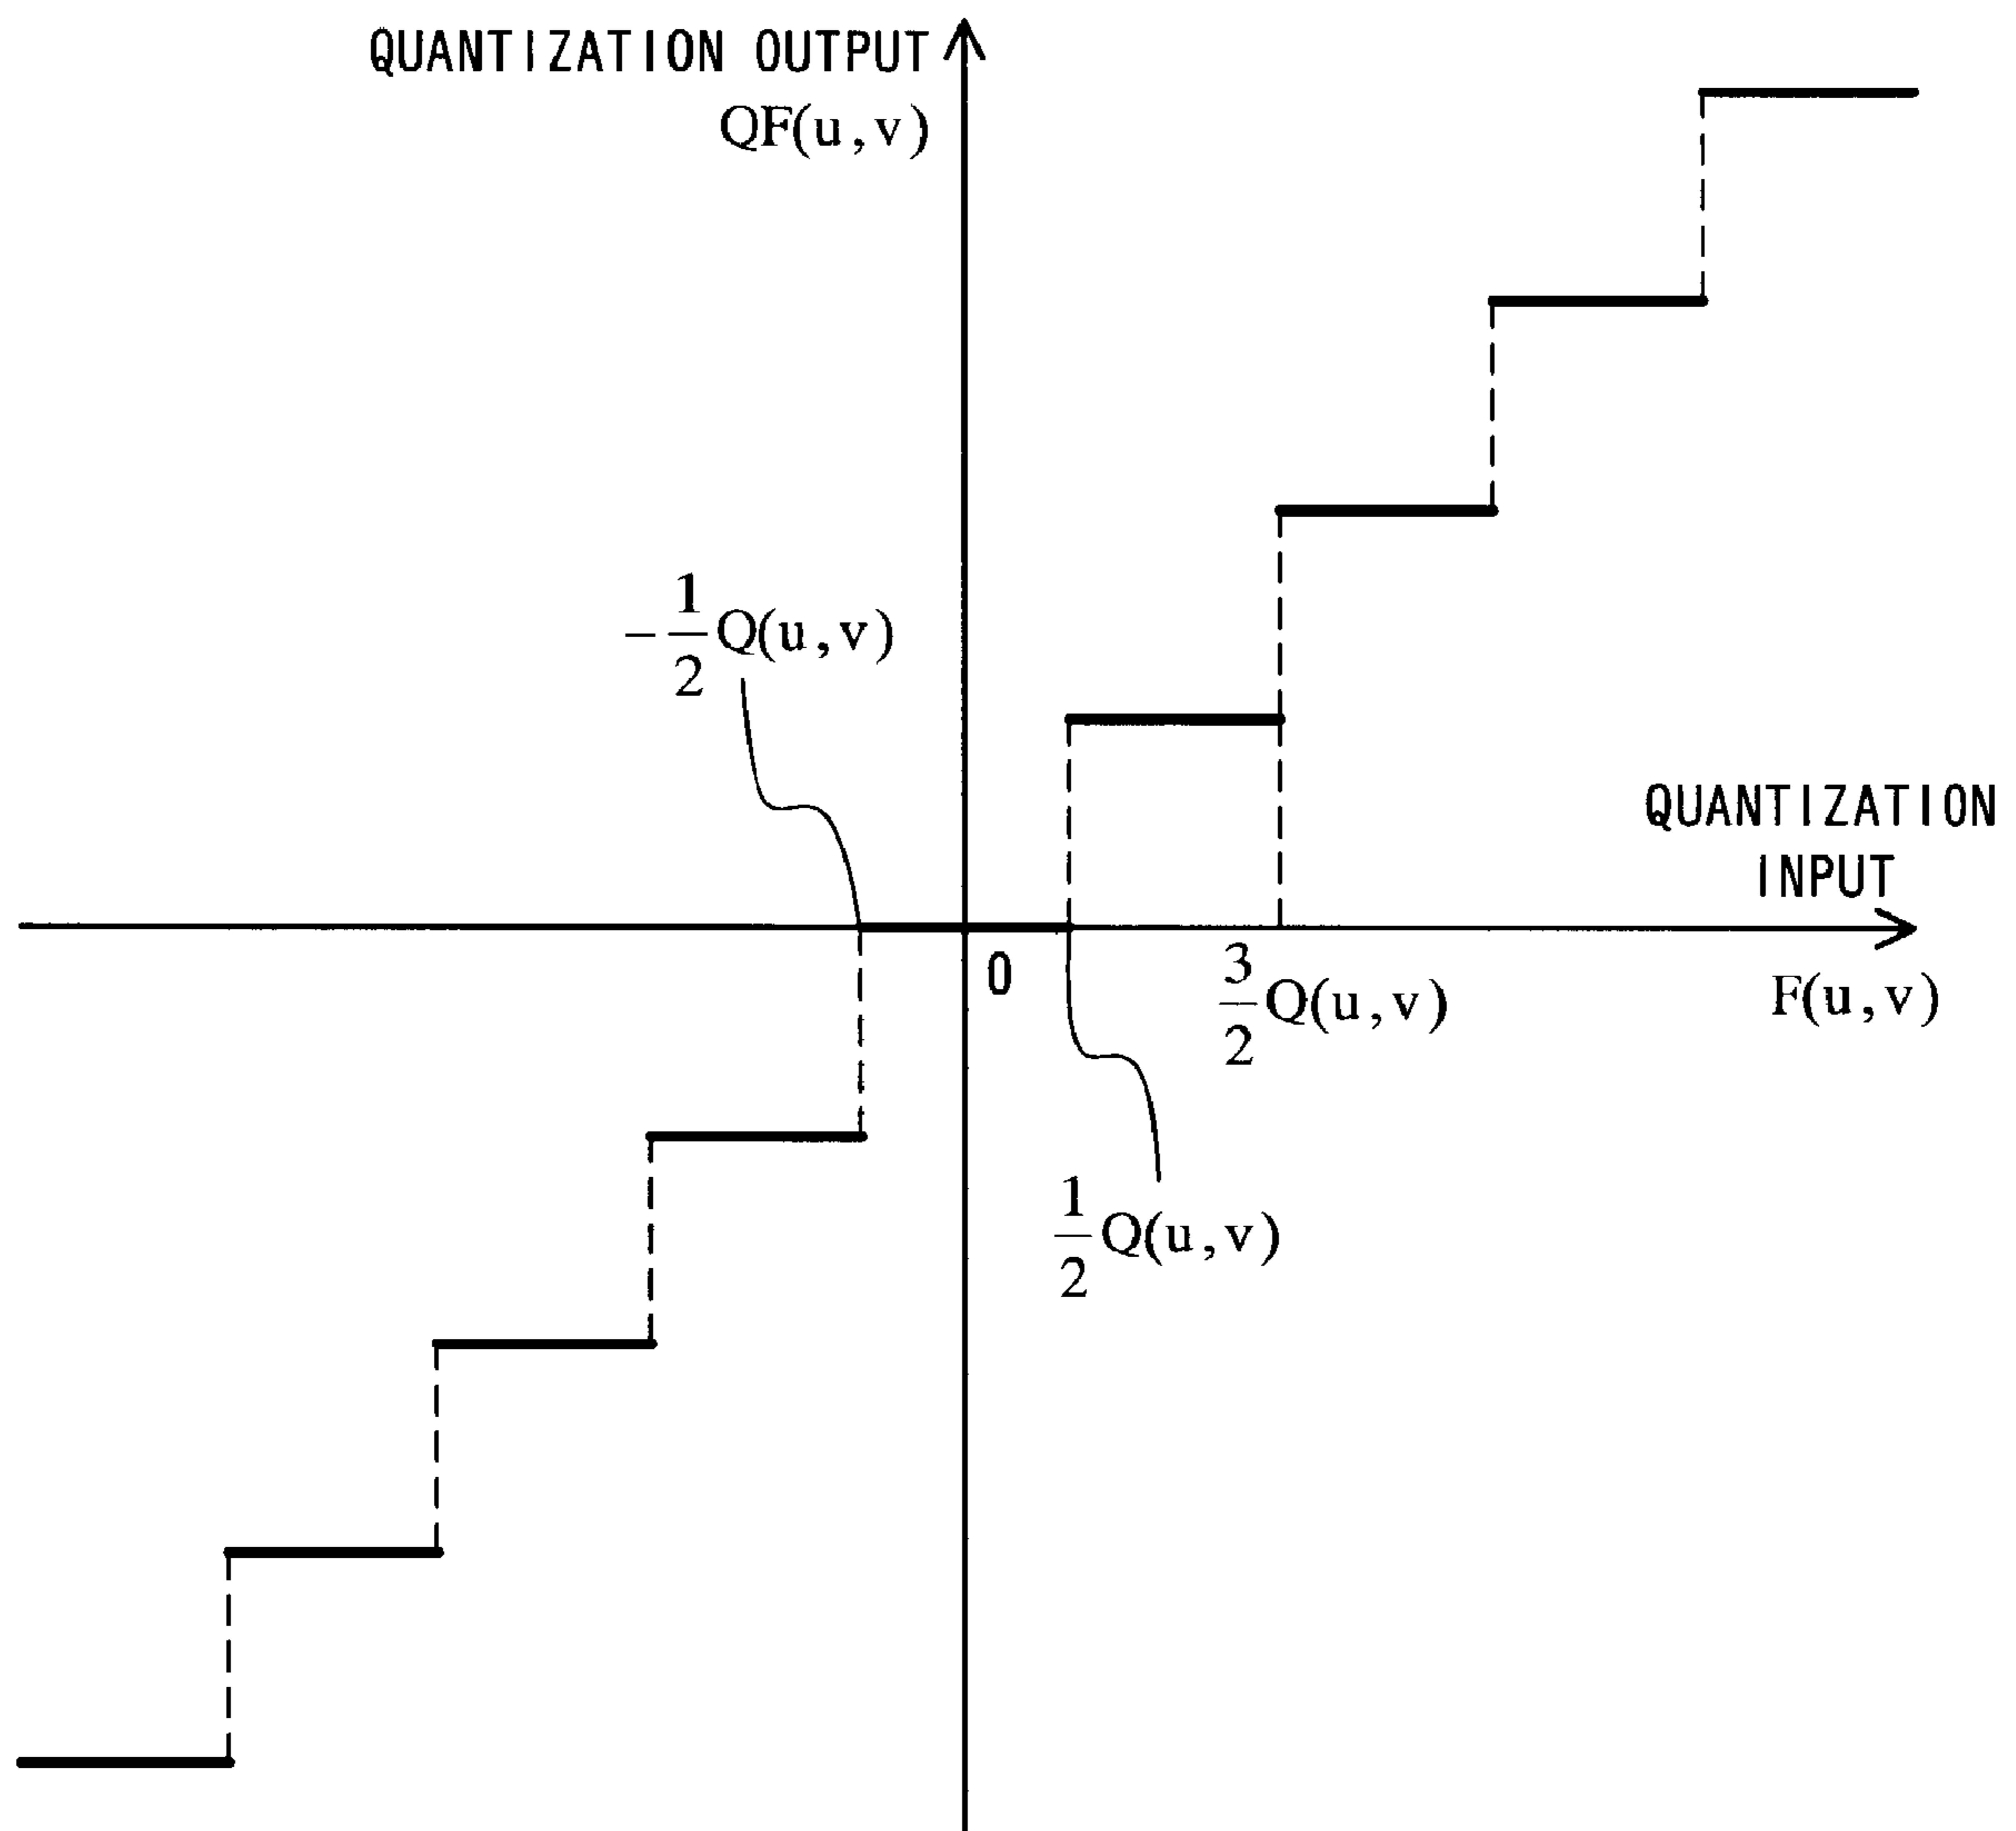 QUANTIZATION OUTPUT
QF(u,v)
-1/2 Q(u,v)
QUANTIZATION
INPUT
0
3/2 Q(u,v)
F(u,v)
1/2 Q(u,v)